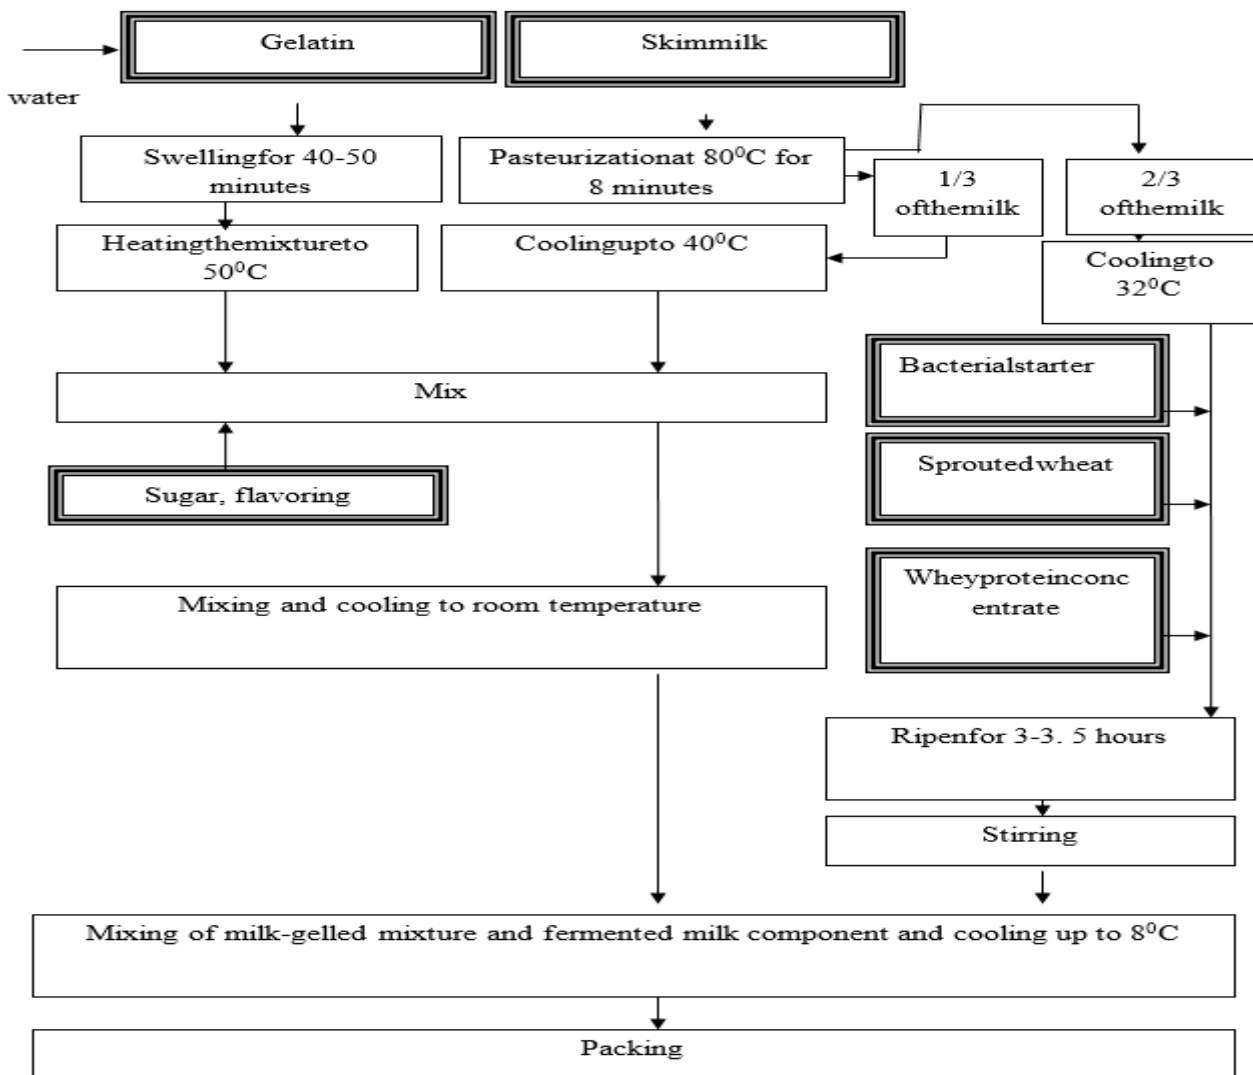 Gelatin
Skimmilk
water
Swellingfor 40-50
minutes
Pasteurizationat 80⁰C for
8 minutes
1/3
ofthemilk
2/3
ofthemilk
Heatingthemixtureto
50⁰C
Coolingupto 40⁰C
Coolingto
32⁰C
Bacterialstarter
Mix
Sproutedwheat
Sugar, flavoring
Wheyproteinconc
entrate
Mixing and cooling to room temperature
Ripenfor 3-3. 5 hours
Stirring
Mixing of milk-gelled mixture and fermented milk component and cooling up to 8⁰C
Packing